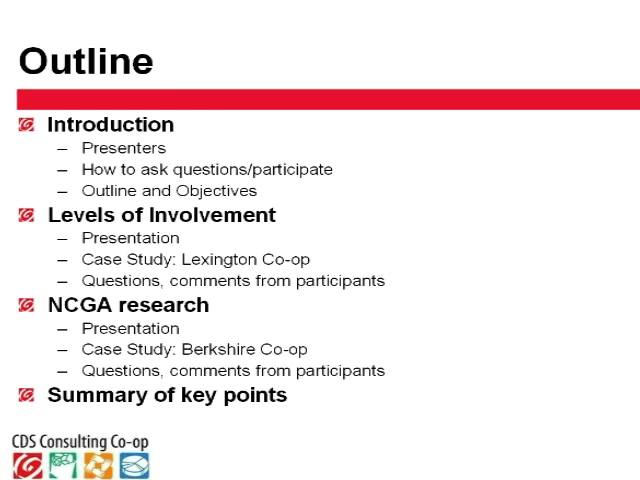 Outline
Introduction
– Presenters
– How to ask questions/participate
– Outline and Objectives
Levels of Involvement
– Presentation
– Case Study: Lexington Co-op
– Questions, comments from participants
NCGA research
– Presentation
– Case Study: Berkshire Co-op
– Questions, comments from participants
Summary of key points
CDS Consulting Co-op